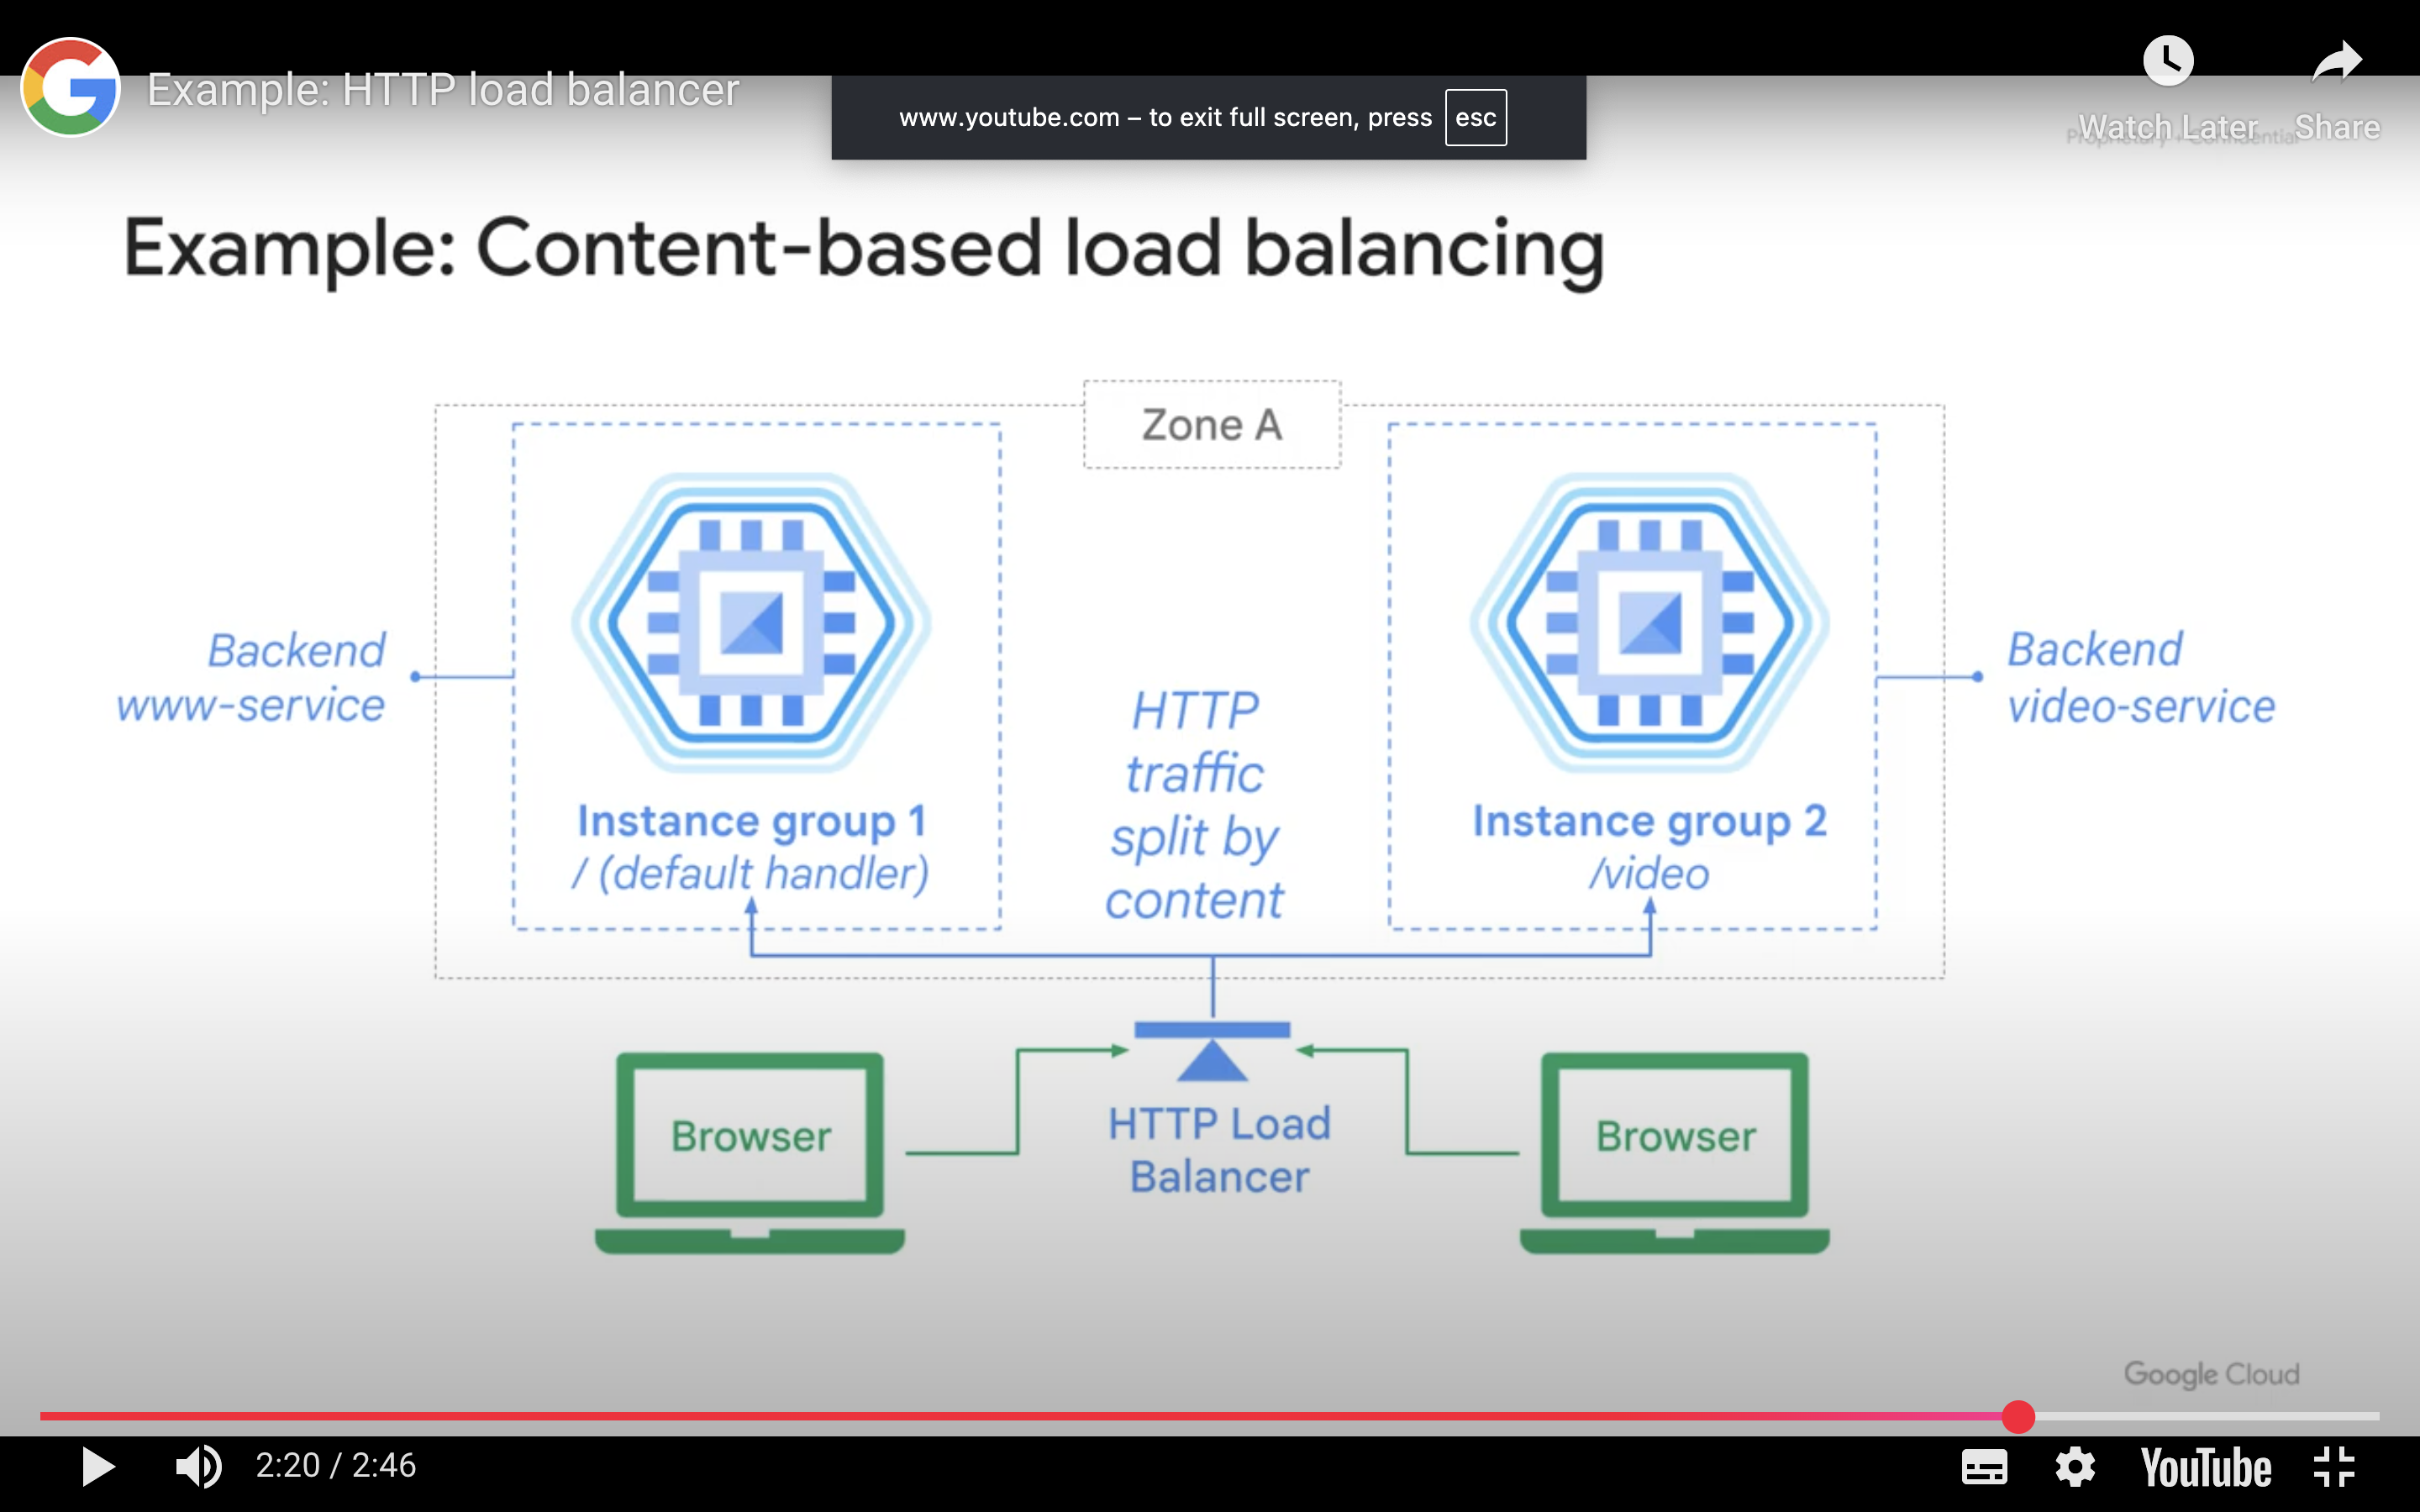 Example: HTTP load balancer
www.youtube.com – to exit full screen, press esc
Watch Later
Share
Proprietary + Confidential
Example: Content-based load balancing
Zone A
Backend
www-service
HTTP
traffic
split by
content
Backend
video-service
Instance group 1
/ (default handler)
Instance group 2
/video
Browser
HTTP Load
Balancer
Browser
Google Cloud
2:20 / 2:46
YouTube